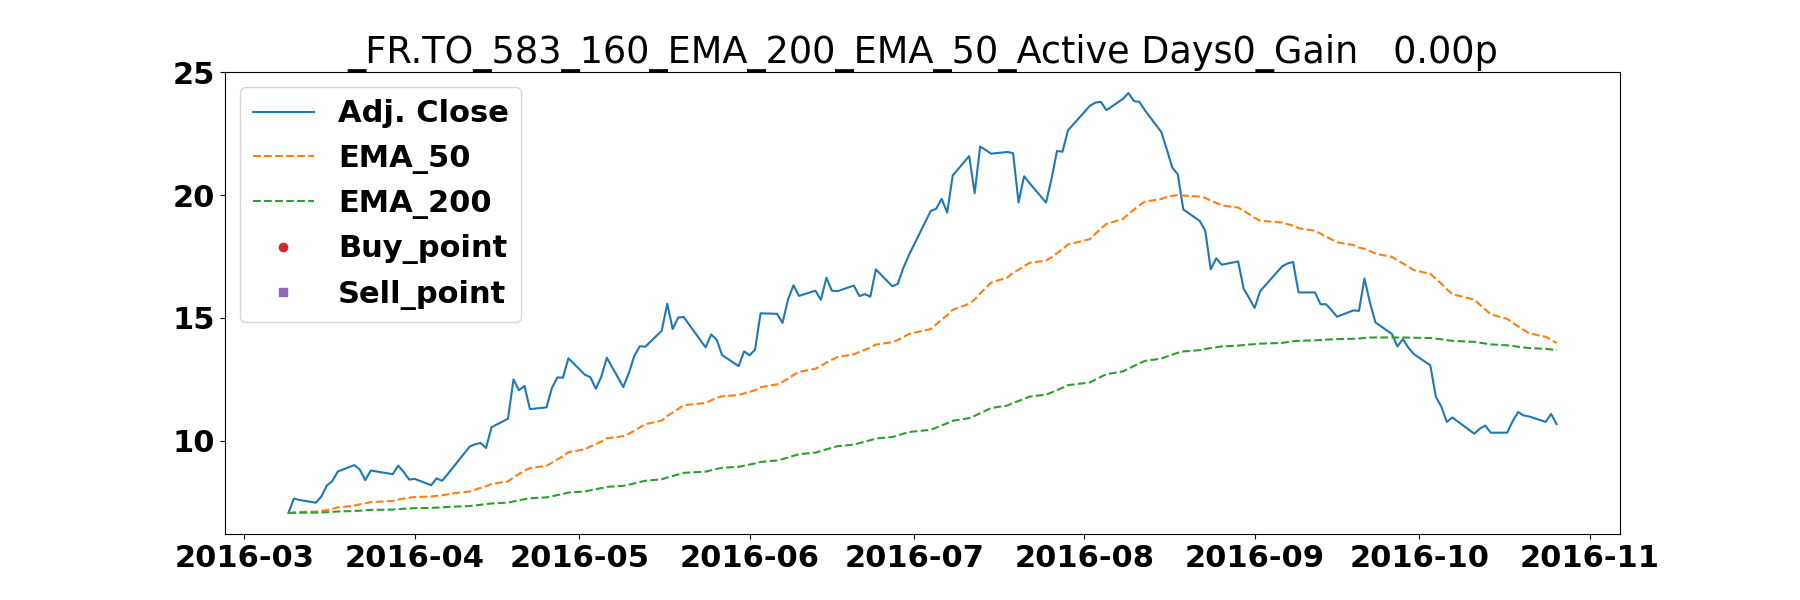 _FR.TO_583_160_EMA_200_EMA_50_Active Days0_Gain   0.00p
25
20
15
10
Adj. Close
EMA_50
EMA_200
Buy_point
Sell_point
2016-03 2016-04 2016-05 2016-06 2016-07 2016-08 2016-09 2016-10 2016-11